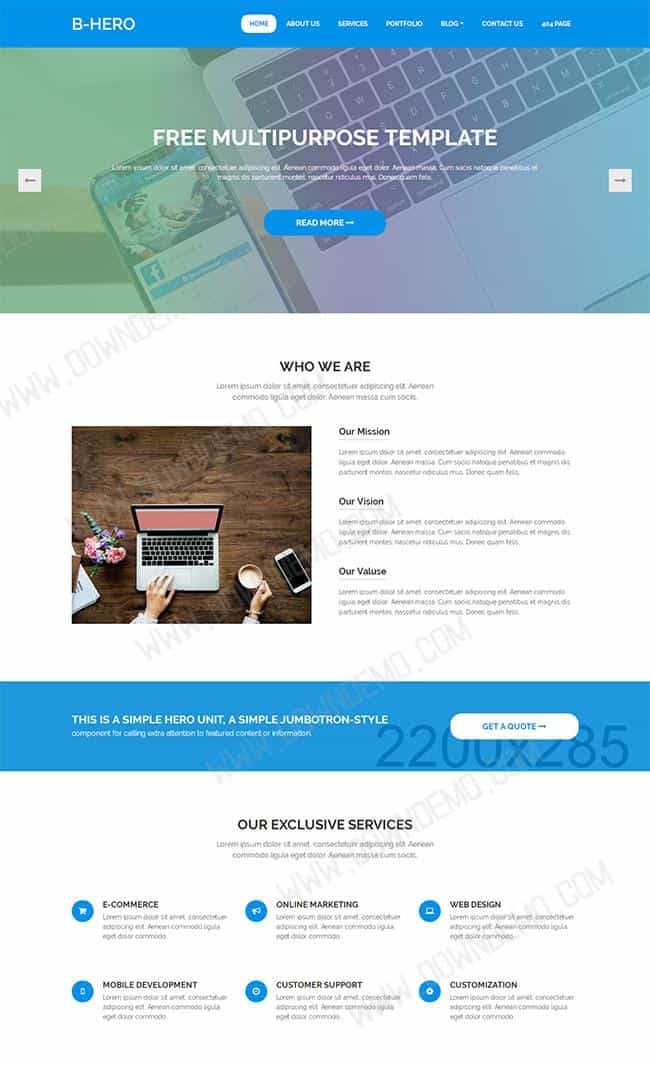 B-HERO
HOME ABOUT US SERVICES PORTFOLIO BLOG CONTACT US 404 PAGE
FREE MULTIPURPOSE TEMPLATE
Lorem ipsum dolor sit amet, consectetuer adipiscing elit. Aenean commodo ligula eget dolor. Aenean massa. Cum sociis natoque penatibus et
magnis dis parturient montes, nascetur ridiculus mus. Donec quam felis.
READ MORE
WHO WE ARE
Lorem ipsum dolor sit amet, consectetuer adipiscing elit. Aenean
commodo ligula eget dolor. Aenean massa cum sociis.
Our Mission
Lorem ipsum dolor sit amet, consectetuer adipiscing elit. Aenean commodo
ligula eget dolor. Aenean massa. Cum sociis natoque penatibus et magnis dis
parturient montes, nascetur ridiculus mus. Donec quam felis.
Our Vision
Lorem ipsum dolor sit amet, consectetuer adipiscing elit. Aenean commodo
ligula eget dolor. Aenean massa. Cum sociis natoque penatibus et magnis dis
parturient montes, nascetur ridiculus mus. Donec quam felis.
Our Valuse
Lorem ipsum dolor sit amet, consectetuer adipiscing elit. Aenean commodo
ligula eget dolor. Aenean massa. Cum sociis natoque penatibus et magnis dis
parturient montes, nascetur ridiculus mus. Donec quam felis.
THIS IS A SIMPLE HERO UNIT, A SIMPLE JUMBOTRON-STYLE
component for calling extra attention to featured content or information.
GET A QUOTE
2200x285
OUR EXCLUSIVE SERVICES
Lorem ipsum dolor sit amet, consectetuer adipiscing elit. Aenean
commodo ligula eget dolor. Aenean massa cum sociis.
E-COMMERCE
Lorem ipsum dolor sit amet, consectetuer
adipiscing elit. Aenean commodo ligula
eget dolor commodo.
ONLINE MARKETING
Lorem ipsum dolor sit amet, consectetuer
adipiscing elit. Aenean commodo ligula
eget dolor commodo.
WEB DESIGN
Lorem ipsum dolor sit amet, consectetuer
adipiscing elit. Aenean commodo ligula
eget dolor commodo.
MOBILE DEVELOPMENT
Lorem ipsum dolor sit amet, consectetuer
adipiscing elit. Aenean commodo ligula
eget dolor commodo.
CUSTOMER SUPPORT
Lorem ipsum dolor sit amet, consectetuer
adipiscing elit. Aenean commodo ligula
eget dolor commodo.
CUSTOMIZATION
Lorem ipsum dolor sit amet, consectetuer
adipiscing elit. Aenean commodo ligula
eget dolor commodo.
WWW.DOWNDEMO.COM
WWW.DOWNDEMO.COM
WWW.DOWNDEMO.COM
WWW.DOWNDEMO.COM
WWW.DOWNDEMO.COM
WWW.DOWNDEMO.COM